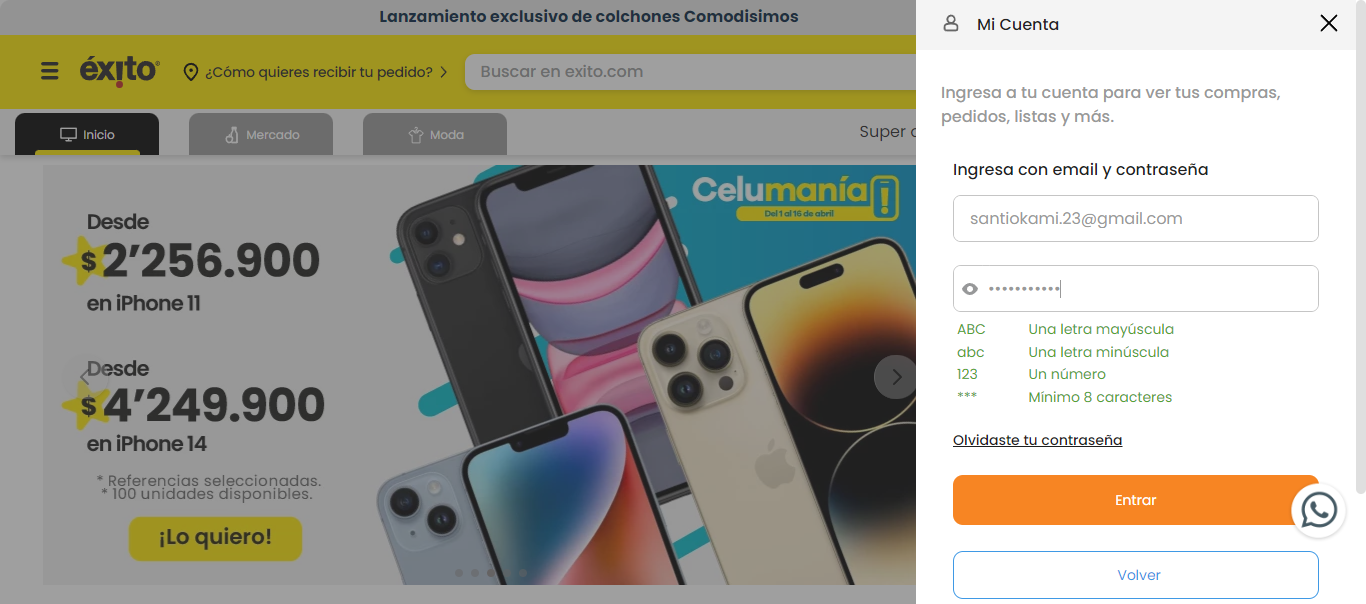 Lanzamiento exclusivo de colchones Comodisimos
éxito
¿Cómo quieres recibir tu pedido?
Buscar en exito.com
Inicio
Mercado
Moda
Super
Celumanía
Del 1 al 16 de abril
Desde
$2'256.900
en iPhone 11
Desde
$4'249.900
en iPhone 14
* Referencias seleccionadas.
* 100 unidades disponibles.
¡Lo quiero!
Mi Cuenta
Ingresa a tu cuenta para ver tus compras,
pedidos, listas y más.
Ingresa con email y contraseña
santiokami.23@gmail.com
•••••••••••
ABC Una letra mayúscula
abc Una letra minúscula
123 Un número
*** Mínimo 8 caracteres
Olvidaste tu contraseña
Entrar
Volver